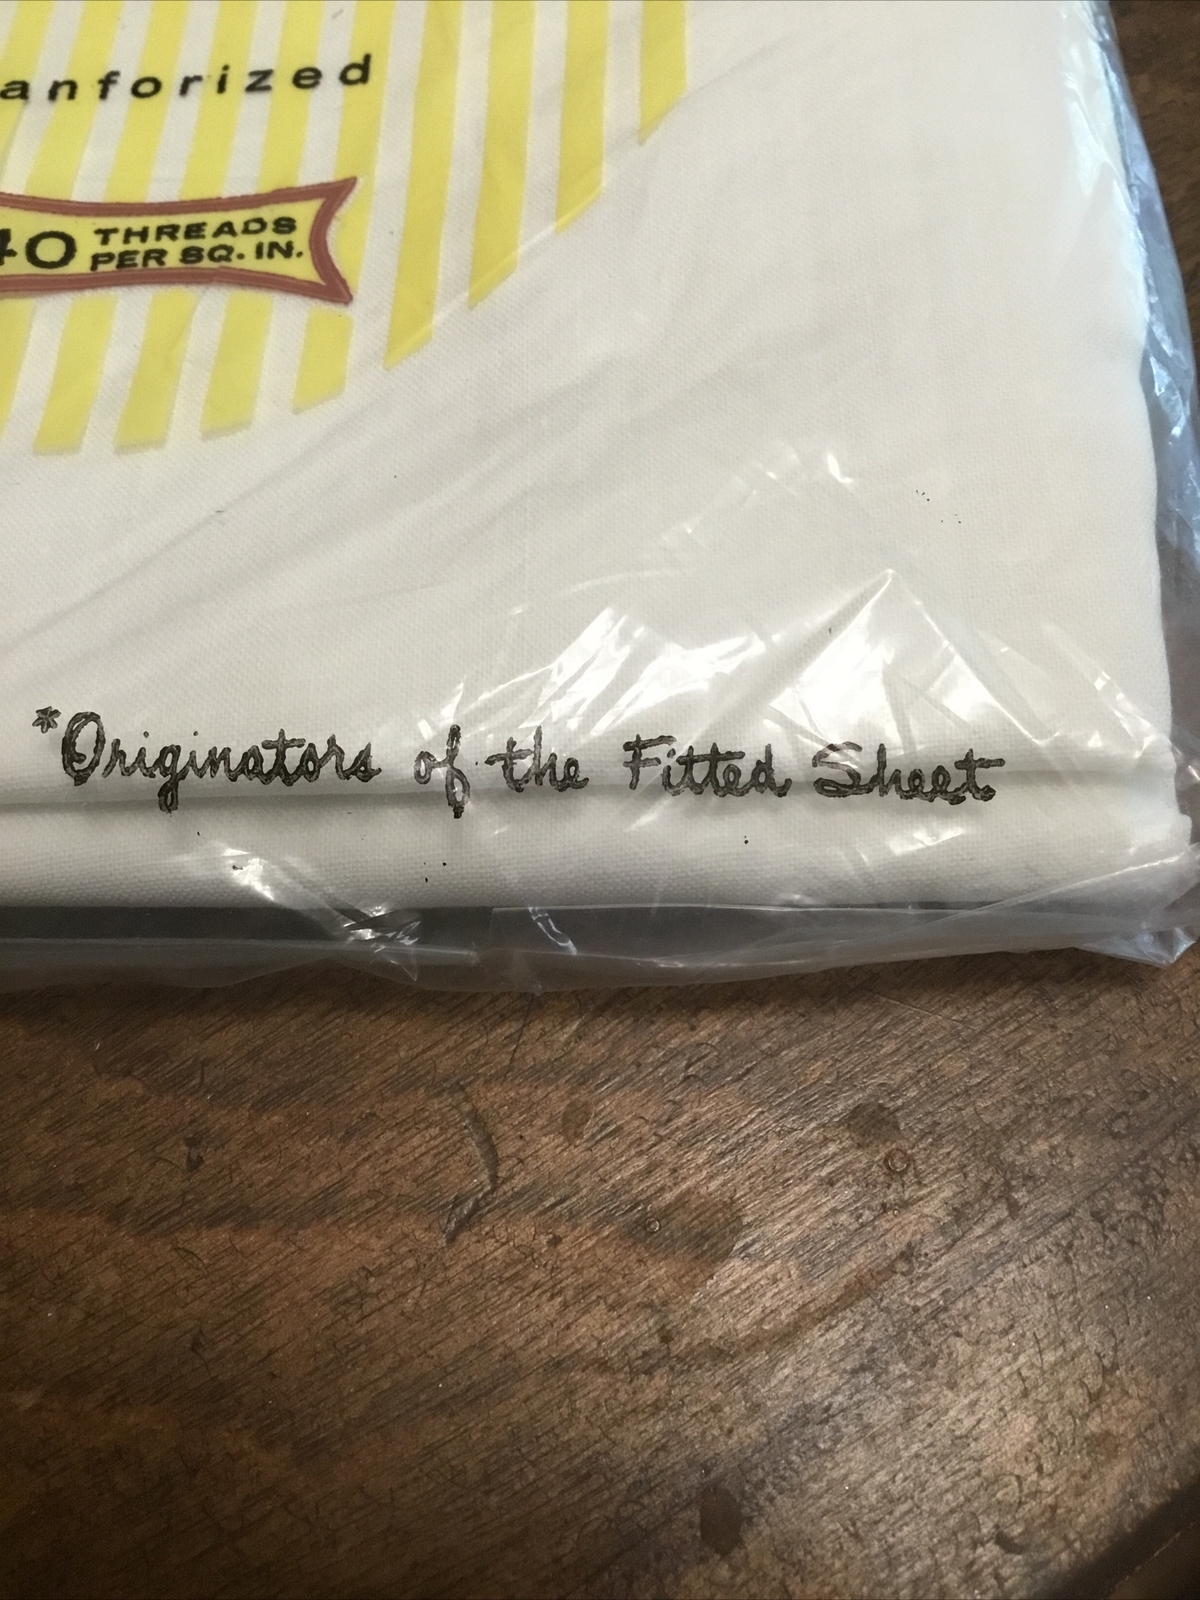 anforized
40 THREADS
PER SQ. IN.
*Originators of the Fitted Sheet